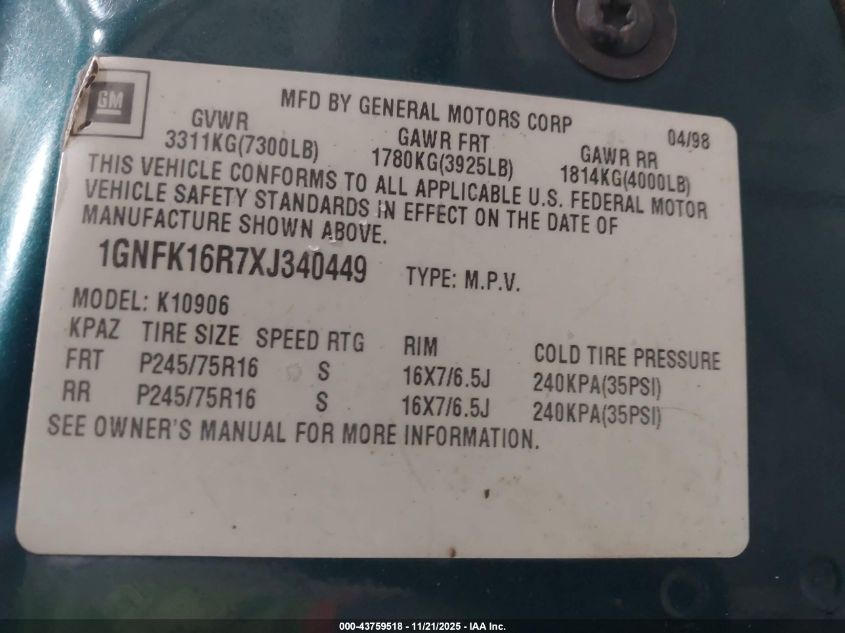 GM
MFD BY GENERAL MOTORS CORP 04/98
GVWR GAWR FRT GAWR RR
3311KG(7300LB) 1780KG(3925LB) 1814KG(4000LB)
THIS VEHICLE CONFORMS TO ALL APPLICABLE U.S. FEDERAL MOTOR
VEHICLE SAFETY STANDARDS IN EFFECT ON THE DATE OF
MANUFACTURE SHOWN ABOVE.
1GNFK16R7XJ340449 TYPE: M.P.V.
MODEL: K10906
KPAZ TIRE SIZE SPEED RTG RIM COLD TIRE PRESSURE
FRT P245/75R16 S 16X7/6.5J 240KPA(35PSI)
RR P245/75R16 S 16X7/6.5J 240KPA(35PSI)
SEE OWNER'S MANUAL FOR MORE INFORMATION.
000-43759518 - 11/21/2025 - IAA Inc.